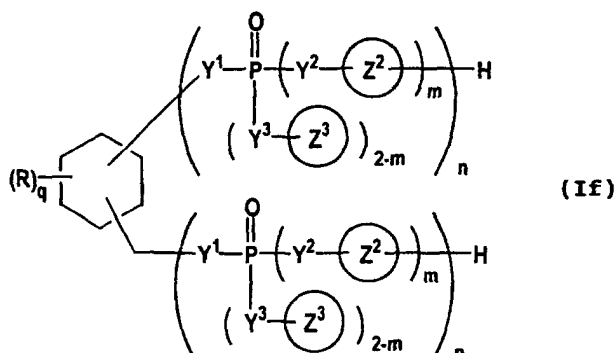 O
Y¹—P—(Y²—Z²)m—H
(Y³—Z³)2-m
n
(R)q
(If)
O
Y¹—P—(Y²—Z²)m—H
(Y³—Z³)2-m
n